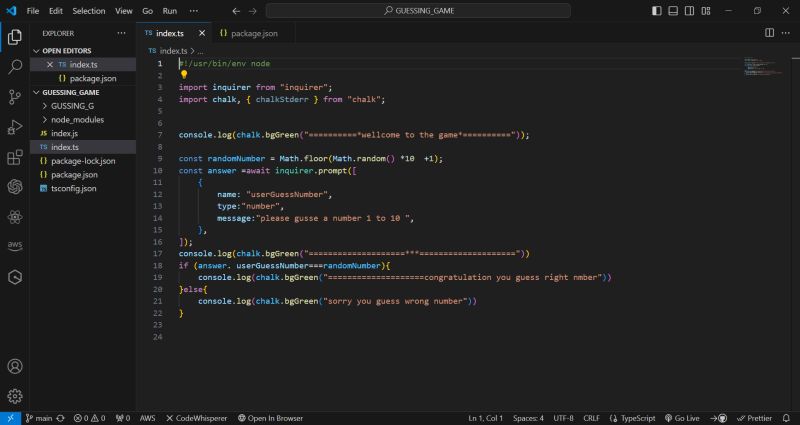 File Edit Selection View Go Run ··· GUESSING_GAME
EXPLORER ···
OPEN EDITORS
TS index.ts
{} package.json
GUESSING_GAME
GUSSING_G
node_modules
JS index.js
TS index.ts
{} package-lock.json
{} package.json
tsconfig.json
aws
TS index.ts {} package.json
TS index.ts > ...
1 #!/usr/bin/env node
2
3 import inquirer from "inquirer";
4 import chalk, { chalkStderr } from "chalk";
5
6
7 console.log(chalk.bgGreen("==========*wellcome to the game*=========="));
8
9 const randomNumber = Math.floor(Math.random() *10  +1);
10 const answer =await inquirer.prompt([
11 {
12 name: "userGuessNumber",
13 type:"number",
14 message:"please gusse a number 1 to 10 ",
15 },
16 ]);
17 console.log(chalk.bgGreen("====================***===================="))
18 if (answer. userGuessNumber===randomNumber){
19 console.log(chalk.bgGreen("====================congratulation you guess right nmber"))
20 }else{
21 console.log(chalk.bgGreen("sorry you guess wrong number"))
22 }
23
24
main 0 0 0 AWS CodeWhisperer Open In Browser Ln 1, Col 1 Spaces: 4 UTF-8 CRLF {} TypeScript Go Live Prettier